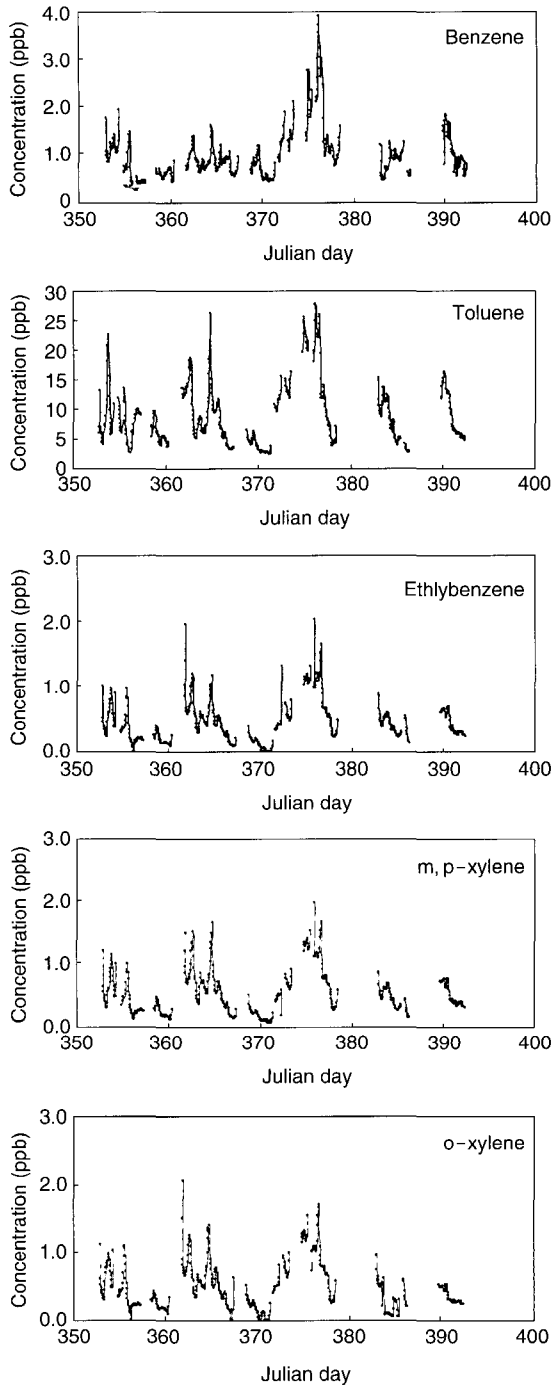 Concentration (ppb)
4.0
3.0
2.0
1.0
0
Benzene
350 360 370 380 390 400
Julian day
Concentration (ppb)
30
25
20
15
10
5
0
Toluene
350 360 370 380 390 400
Julian day
Concentration (ppb)
3.0
2.0
1.0
0.0
Ethlybenzene
350 360 370 380 390 400
Julian day
Concentration (ppb)
3.0
2.0
1.0
0.0
m, p-xylene
350 360 370 380 390 400
Julian day
Concentration (ppb)
3.0
2.0
1.0
0.0
o-xylene
350 360 370 380 390 400
Julian day